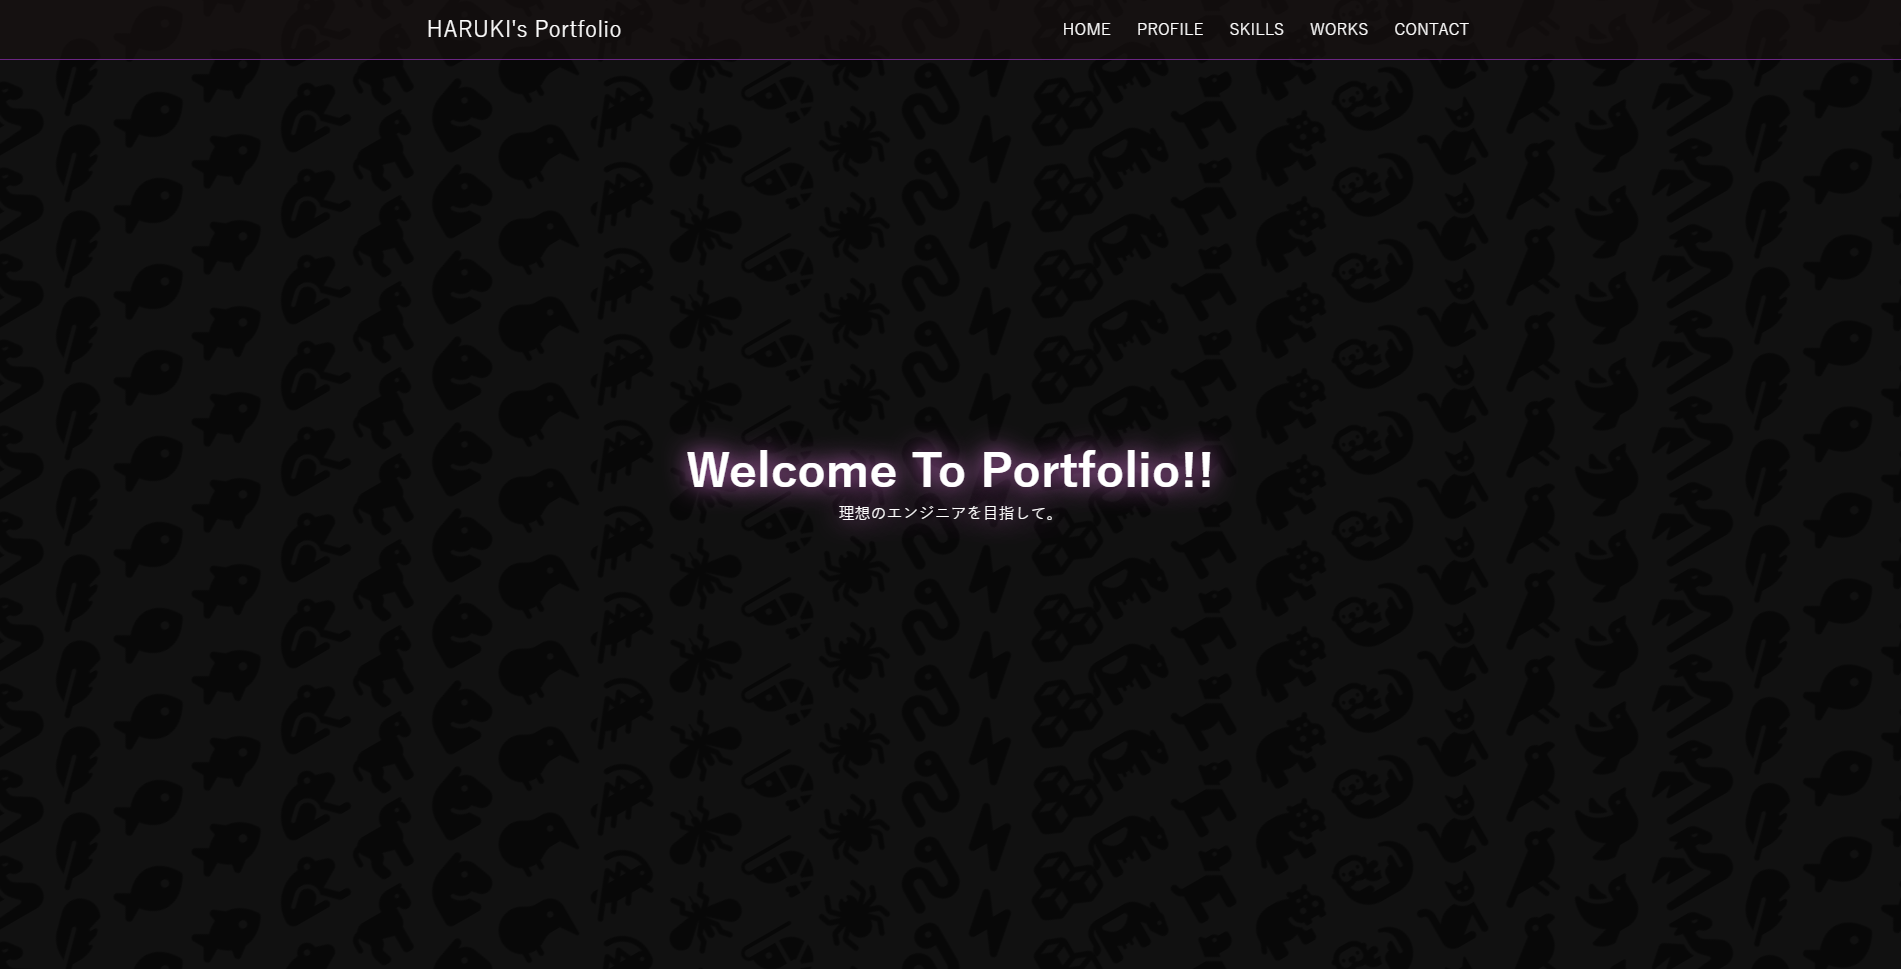 HARUKI's Portfolio
HOME PROFILE SKILLS WORKS CONTACT
Welcome To Portfolio!!
理想のエンジニアを目指して。